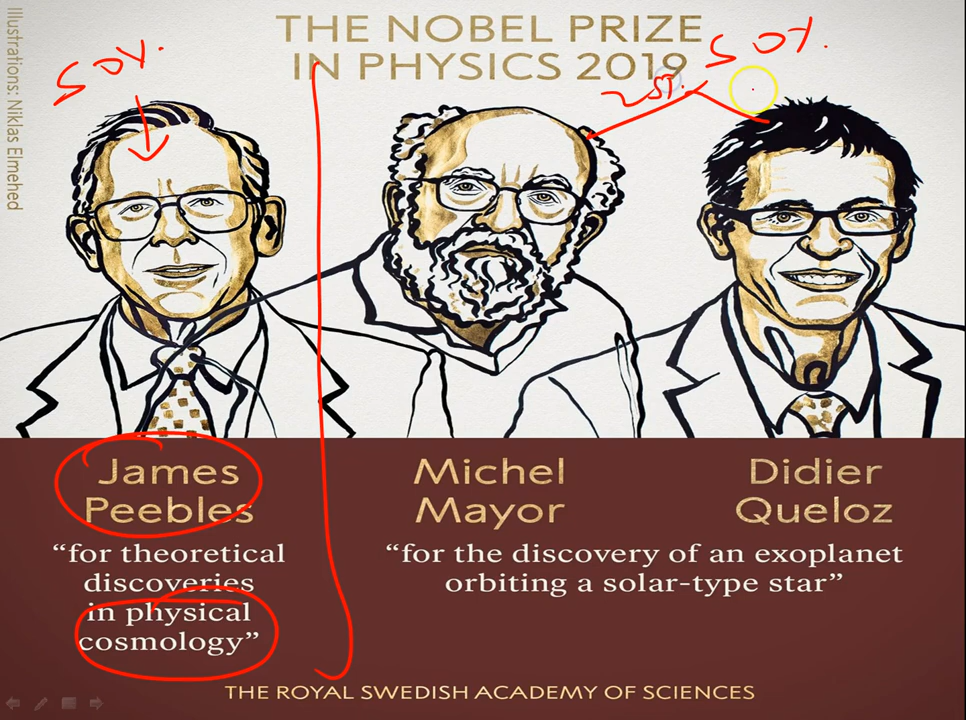 THE NOBEL PRIZE
IN PHYSICS 2019
Illustrations: Niklas Elmehed
50%.
50%.
25%.
James
Peebles
Michel
Mayor
Didier
Queloz
“for theoretical
discoveries
in physical
cosmology”
“for the discovery of an exoplanet
orbiting a solar-type star”
THE ROYAL SWEDISH ACADEMY OF SCIENCES